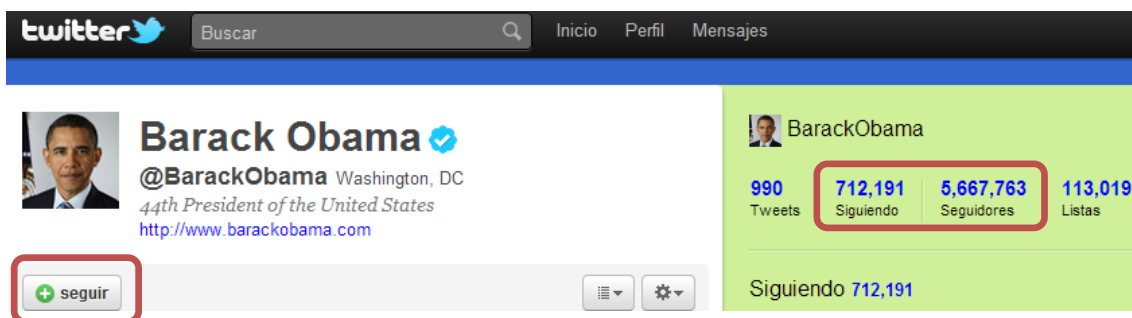 twitter Buscar Inicio Perfil Mensajes
Barack Obama
@BarackObama Washington, DC
44th President of the United States
http://www.barackobama.com
seguir
BarackObama
990 712,191 5,667,763 113,019
Tweets Siguiendo Seguidores Listas
Siguiendo 712,191